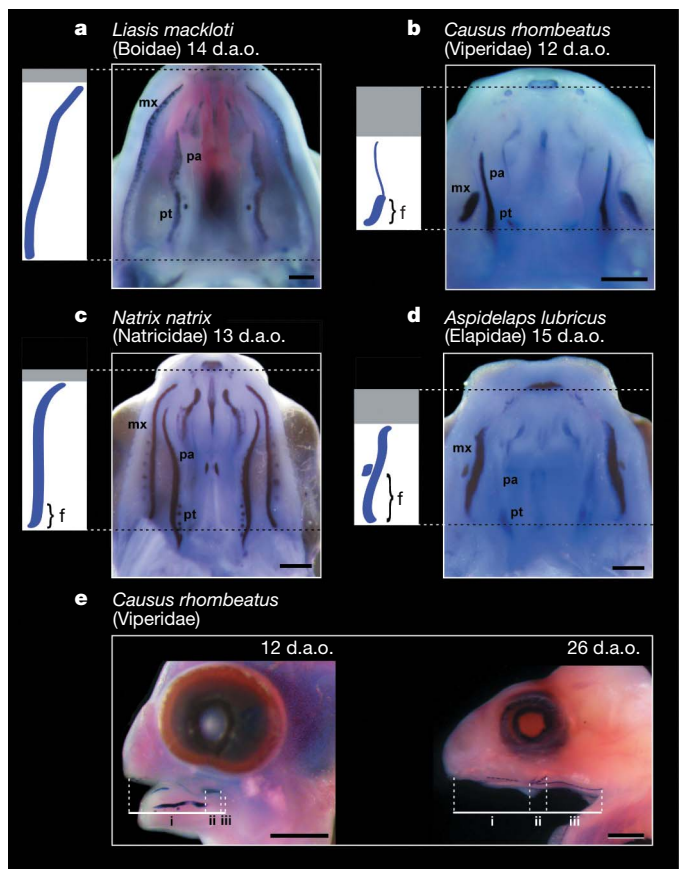 a
Liasis mackloti
(Boidae) 14 d.a.o.
mx
pa
pt
b
Causus rhombeatus
(Viperidae) 12 d.a.o.
f
mx
pa
pt
c
Natrix natrix
(Natricidae) 13 d.a.o.
f
mx
pa
pt
d
Aspidelaps lubricus
(Elapidae) 15 d.a.o.
f
mx
pa
pt
e
Causus rhombeatus
(Viperidae)
12 d.a.o.
26 d.a.o.
i ii iii
i ii iii